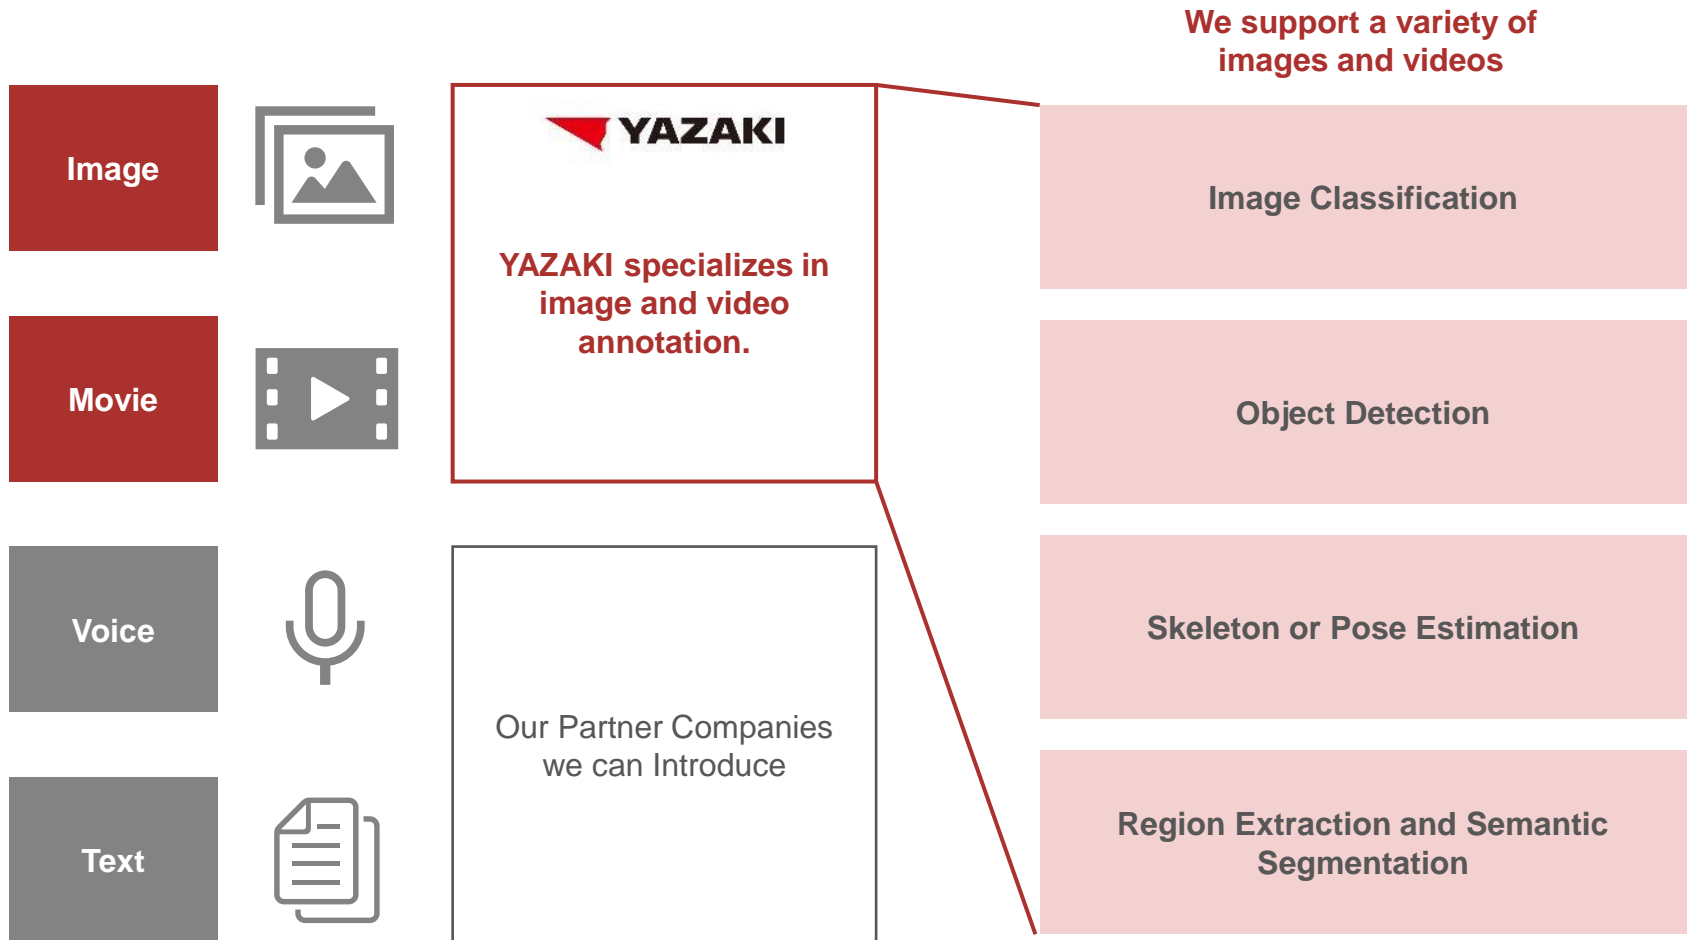 We support a variety of
images and videos
Image
YAZAKI
YAZAKI specializes in
image and video
annotation.
Movie
Voice
Our Partner Companies
we can Introduce
Text
Image Classification
Object Detection
Skeleton or Pose Estimation
Region Extraction and Semantic
Segmentation